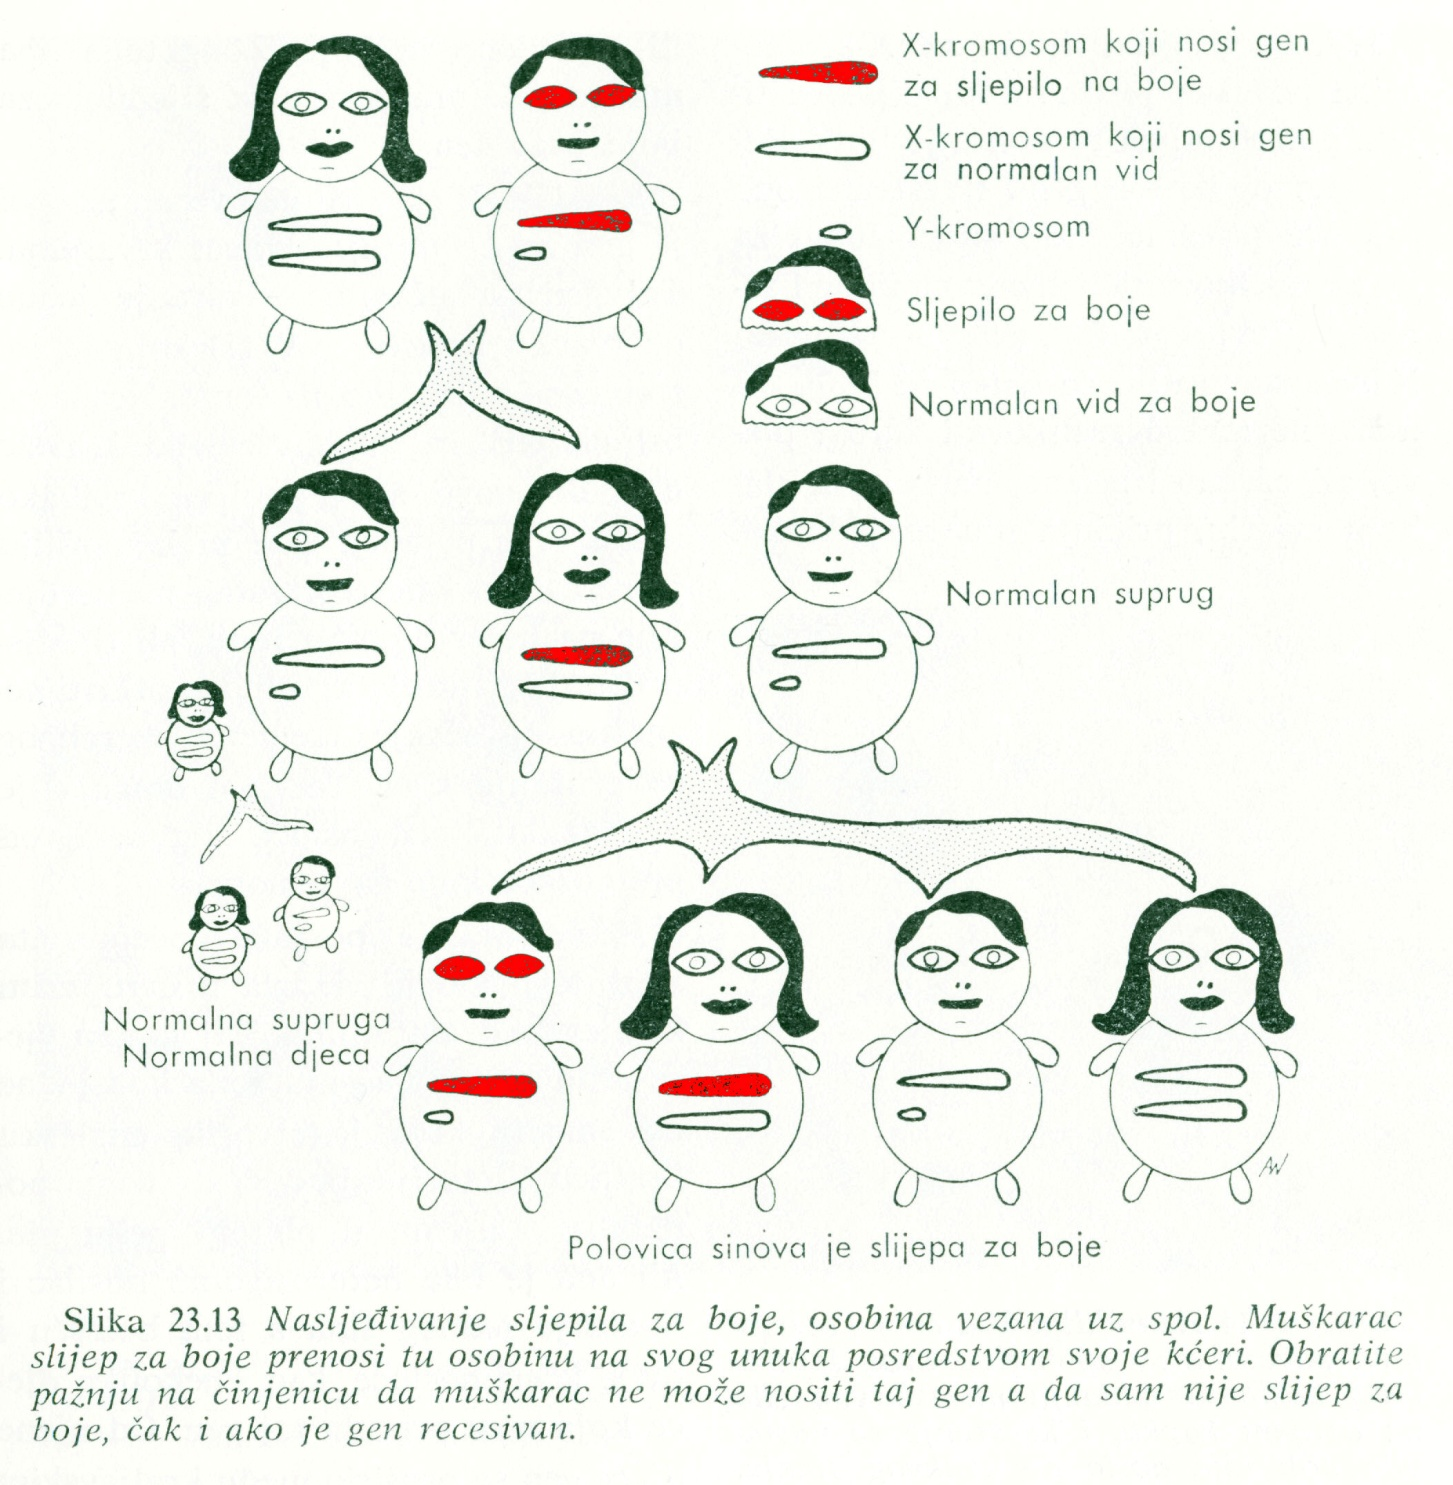 X-kromosom koji nosi gen
za sljepilo na boje
X-kromosom koji nosi gen
za normalan vid
Y-kromosom
Sljepilo za boje
Normalan vid za boje
Normalan suprug
Normalna supruga
Normalna djeca
AW
Polovica sinova je slijepa za boje
Slika 23.13 Nasljeđivanje sljepila za boje, osobina vezana uz spol. Muškarac
slijep za boje prenosi tu osobinu na svog unuka posredstvom svoje kćeri. Obratite
pažnju na činjenicu da muškarac ne može nositi taj gen a da sam nije slijep za
boje, čak i ako je gen recesivan.